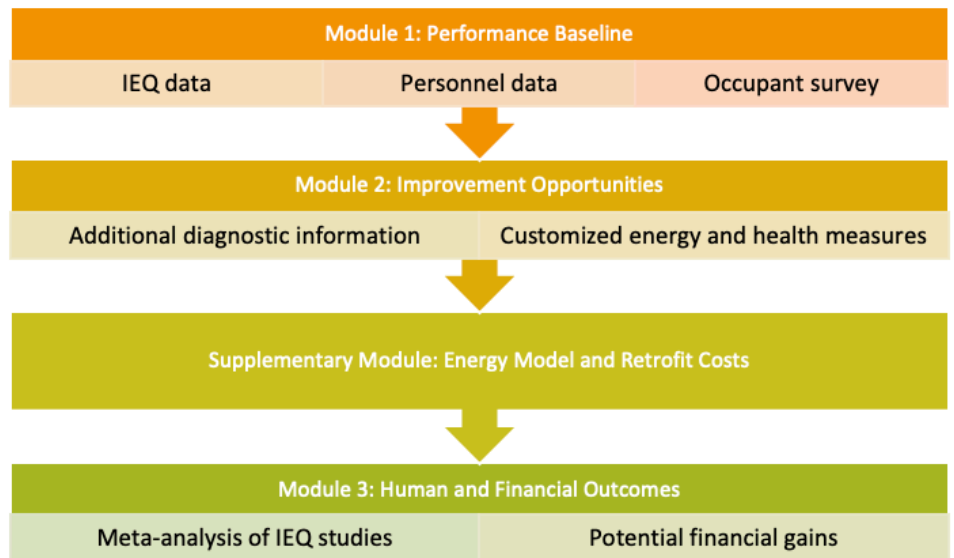 Module 1: Performance Baseline
IEQ data
Personnel data
Occupant survey
Module 2: Improvement Opportunities
Additional diagnostic information
Customized energy and health measures
Supplementary Module: Energy Model and Retrofit Costs
Module 3: Human and Financial Outcomes
Meta-analysis of IEQ studies
Potential financial gains